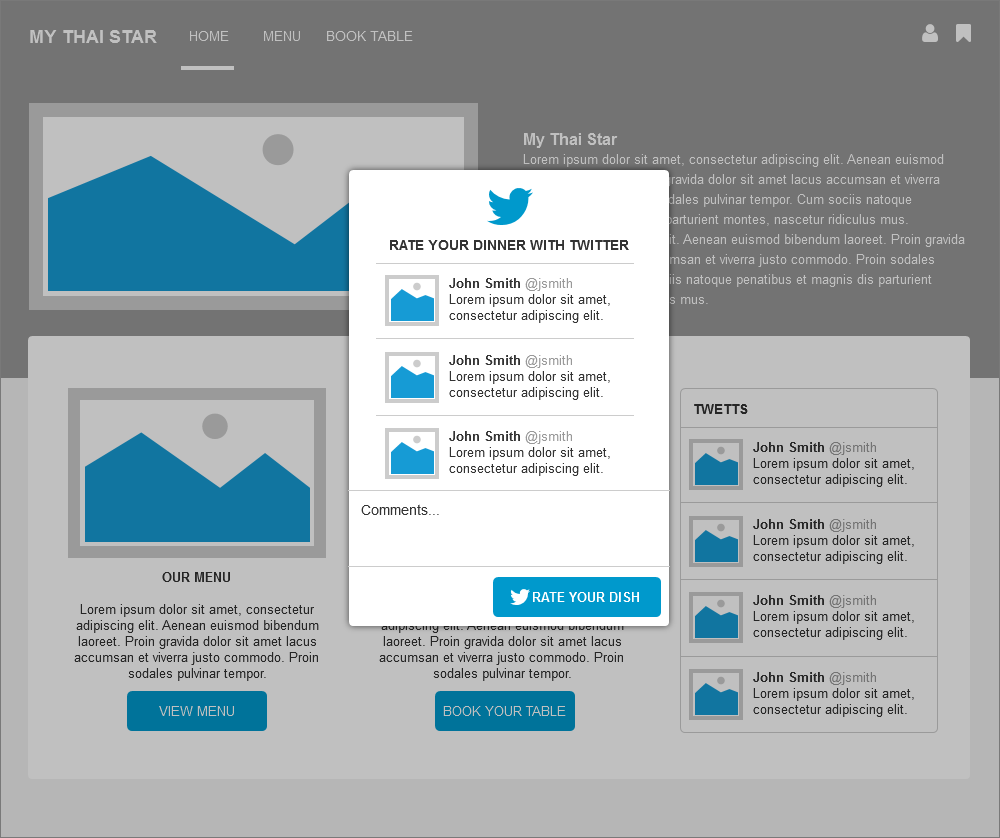 MY THAI STAR
HOME
MENU
BOOK TABLE
My Thai Star
Lorem ipsum dolor sit amet, consectetur adipiscing elit. Aenean euismod
gravida dolor sit amet lacus accumsan et viverra
dales pulvinar tempor. Cum sociis natoque
parturient montes, nascetur ridiculus mus.
it. Aenean euismod bibendum laoreet. Proin gravida
msan et viverra justo commodo. Proin sodales
iis natoque penatibus et magnis dis parturient
s mus.
RATE YOUR DINNER WITH TWITTER
John Smith @jsmith
Lorem ipsum dolor sit amet,
consectetur adipiscing elit.
John Smith @jsmith
Lorem ipsum dolor sit amet,
consectetur adipiscing elit.
John Smith @jsmith
Lorem ipsum dolor sit amet,
consectetur adipiscing elit.
Comments...
RATE YOUR DISH
OUR MENU
Lorem ipsum dolor sit amet, consectetur
adipiscing elit. Aenean euismod bibendum
laoreet. Proin gravida dolor sit amet lacus
accumsan et viverra justo commodo. Proin
sodales pulvinar tempor.
VIEW MENU
adipiscing elit. Aenean euismod bibendum
laoreet. Proin gravida dolor sit amet lacus
accumsan et viverra justo commodo. Proin
sodales pulvinar tempor.
BOOK YOUR TABLE
TWETTS
John Smith @jsmith
Lorem ipsum dolor sit amet,
consectetur adipiscing elit.
John Smith @jsmith
Lorem ipsum dolor sit amet,
consectetur adipiscing elit.
John Smith @jsmith
Lorem ipsum dolor sit amet,
consectetur adipiscing elit.
John Smith @jsmith
Lorem ipsum dolor sit amet,
consectetur adipiscing elit.